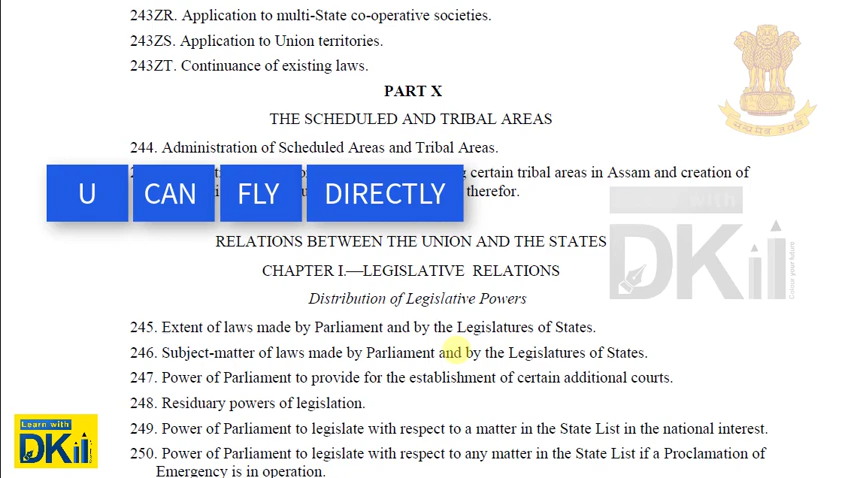 243ZR. Application to multi-State co-operative societies.
243ZS. Application to Union territories.
243ZT. Continuance of existing laws.
PART X
THE SCHEDULED AND TRIBAL AREAS
244. Administration of Scheduled Areas and Tribal Areas.
certain tribal areas in Assam and creation of
U CAN FLY DIRECTLY
therefor.
with
RELATIONS BETWEEN THE UNION AND THE STATES
DKil
Colour your future
CHAPTER I.—LEGISLATIVE RELATIONS
Distribution of Legislative Powers
245. Extent of laws made by Parliament and by the Legislatures of States.
246. Subject-matter of laws made by Parliament and by the Legislatures of States.
247. Power of Parliament to provide for the establishment of certain additional courts.
248. Residuary powers of legislation.
249. Power of Parliament to legislate with respect to a matter in the State List in the national interest.
250. Power of Parliament to legislate with respect to any matter in the State List if a Proclamation of
Emergency is in operation.
Learn with
DKil